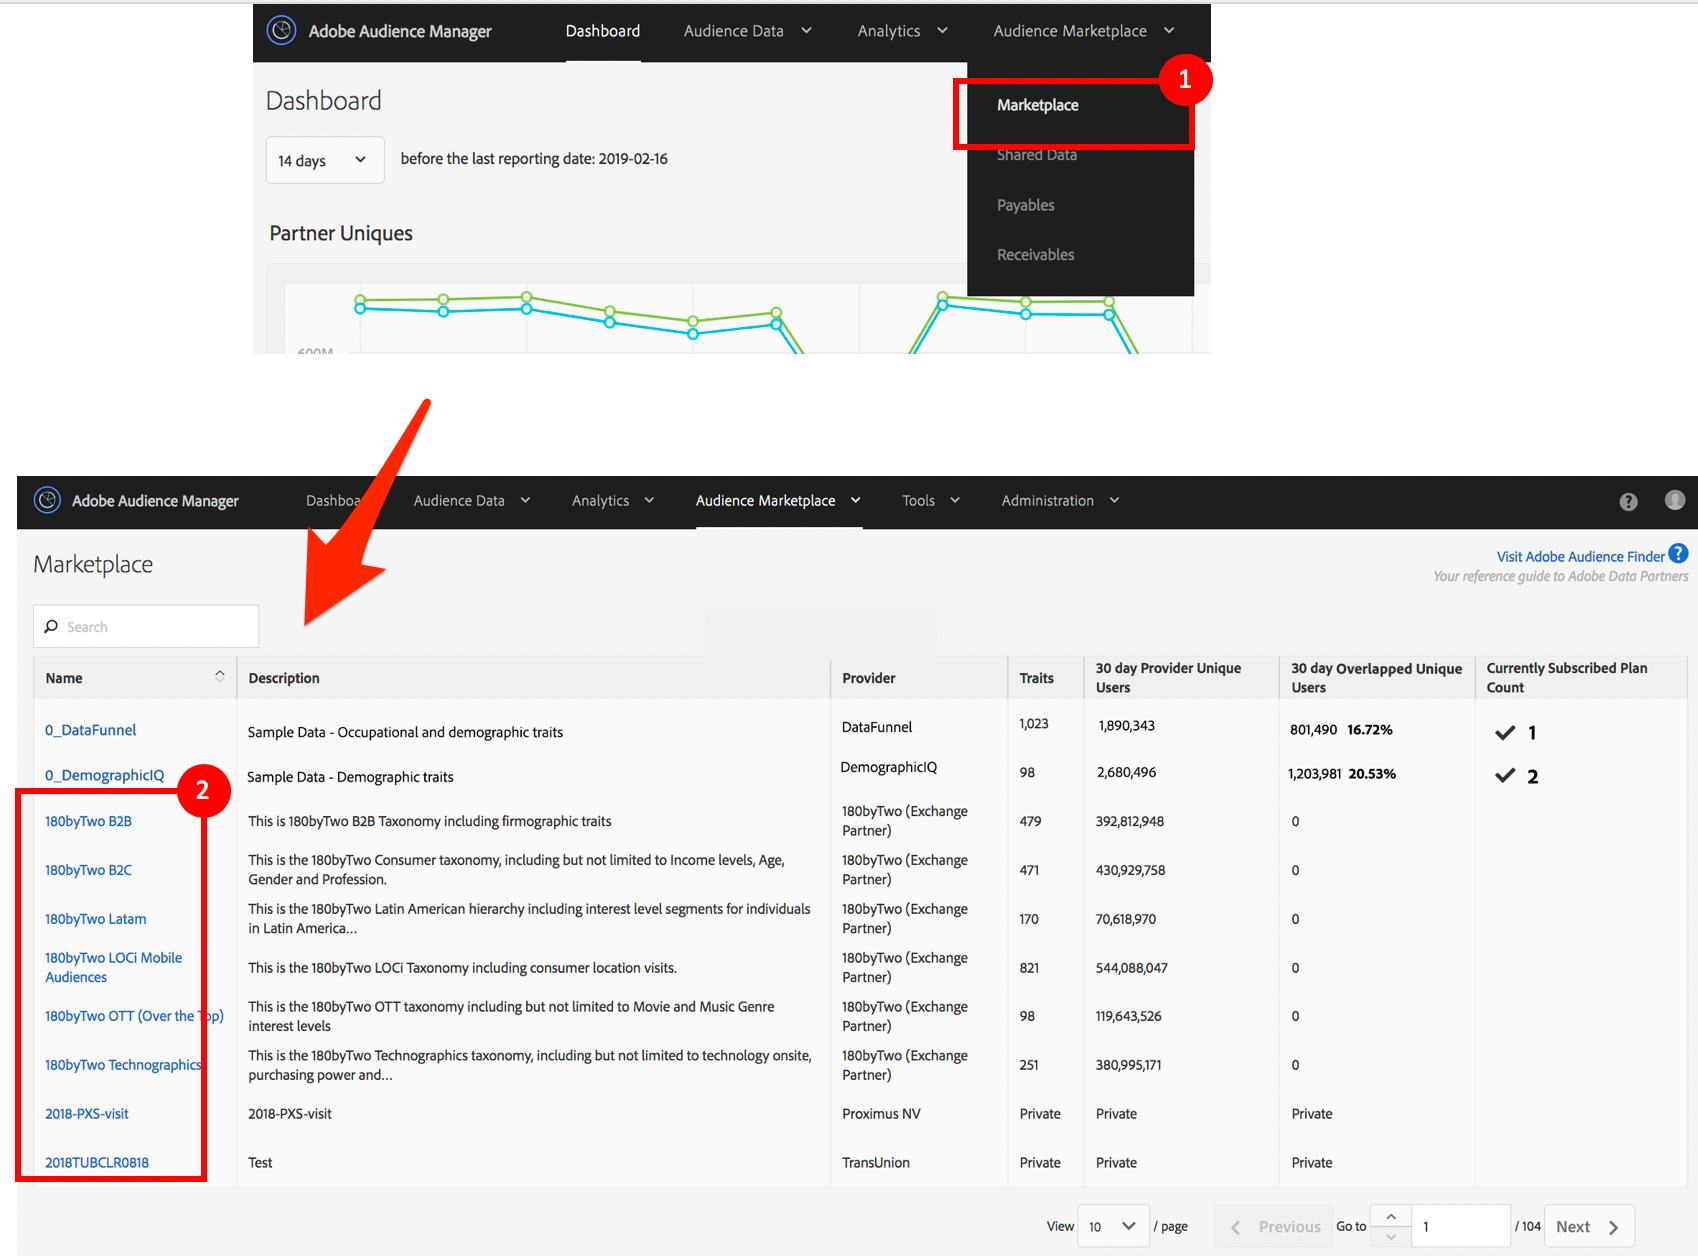 Adobe Audience Manager Dashboard Audience Data Analytics Audience Marketplace
1
Dashboard
Marketplace
14 days before the last reporting date: 2019-02-16
Shared Data
Payables
Partner Uniques
Receivables
600M
Adobe Audience Manager Dashboa Audience Data Analytics Audience Marketplace Tools Administration ?
Marketplace
Visit Adobe Audience Finder ?
Your reference guide to Adobe Data Partners
Search
Name Description Provider Traits 30 day Provider Unique Users 30 day Overlapped Unique Users Currently Subscribed Plan Count
0_DataFunnel Sample Data - Occupational and demographic traits DataFunnel 1,023 1,890,343 801,490 16.72% 1
0_DemographicIQ Sample Data - Demographic traits DemographicIQ 98 2,680,496 1,203,981 20.53% 2
2
180byTwo B2B This is 180byTwo B2B Taxonomy including firmographic traits 180byTwo (Exchange Partner) 479 392,812,948 0
180byTwo B2C This is the 180byTwo Consumer taxonomy, including but not limited to Income levels, Age, Gender and Profession. 180byTwo (Exchange Partner) 471 430,929,758 0
180byTwo Latam This is the 180byTwo Latin American hierarchy including interest level segments for individuals in Latin America... 180byTwo (Exchange Partner) 170 70,618,970 0
180byTwo LOCi Mobile Audiences This is the 180byTwo LOCi Taxonomy including consumer location visits. 180byTwo (Exchange Partner) 821 544,088,047 0
180byTwo OTT (Over the Top) This is the 180byTwo OTT taxonomy including but not limited to Movie and Music Genre interest levels 180byTwo (Exchange Partner) 98 119,643,526 0
180byTwo Technographics This is the 180byTwo Technographics taxonomy, including but not limited to technology onsite, purchasing power and... 180byTwo (Exchange Partner) 251 380,995,171 0
2018-PXS-visit 2018-PXS-visit Proximus NV Private Private Private
2018TUBCLR0818 Test TransUnion Private Private Private
View 10 / page Previous Go to 1 / 104 Next